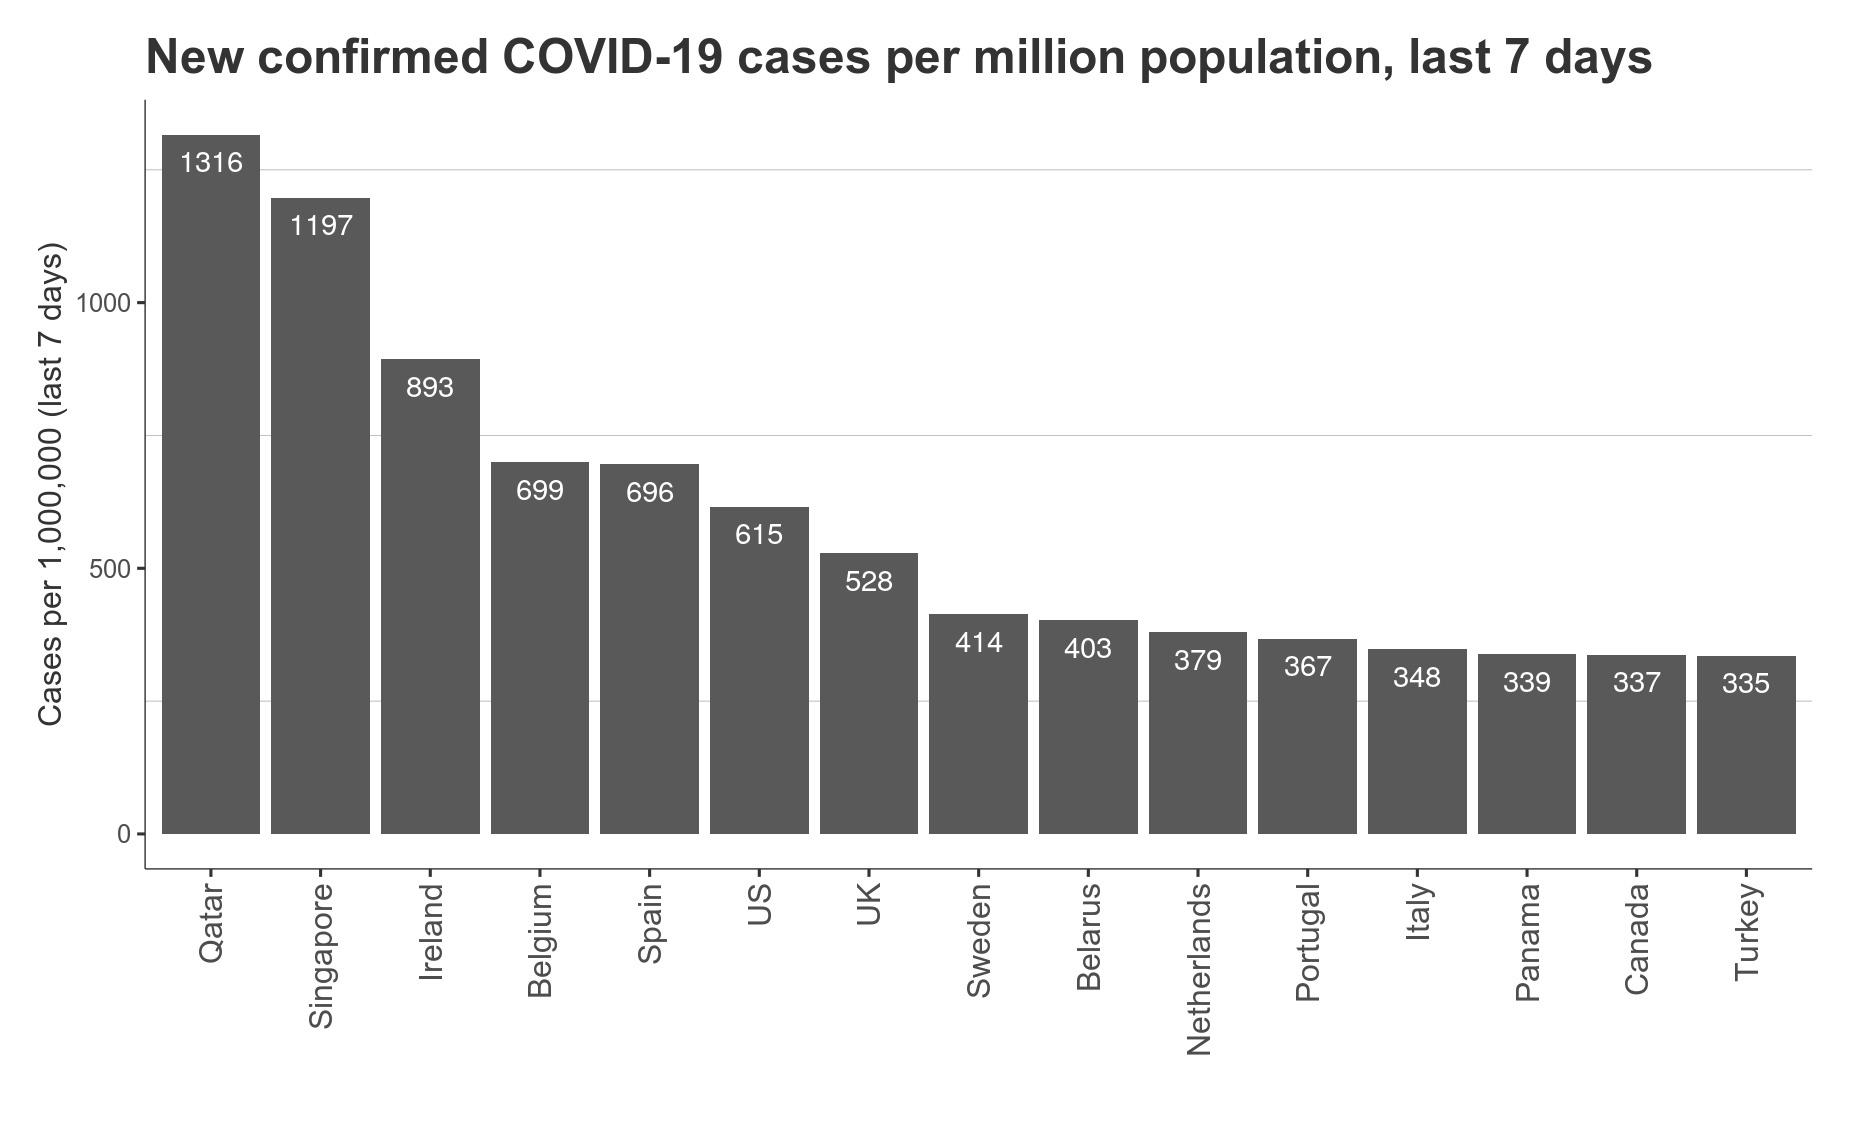 New confirmed COVID-19 cases per million population, last 7 days
Cases per 1,000,000 (last 7 days)
1000
500
0
1316
1197
893
699
696
615
528
414
403
379
367
348
339
337
335
Qatar
Singapore
Ireland
Belgium
Spain
US
UK
Sweden
Belarus
Netherlands
Portugal
Italy
Panama
Canada
Turkey